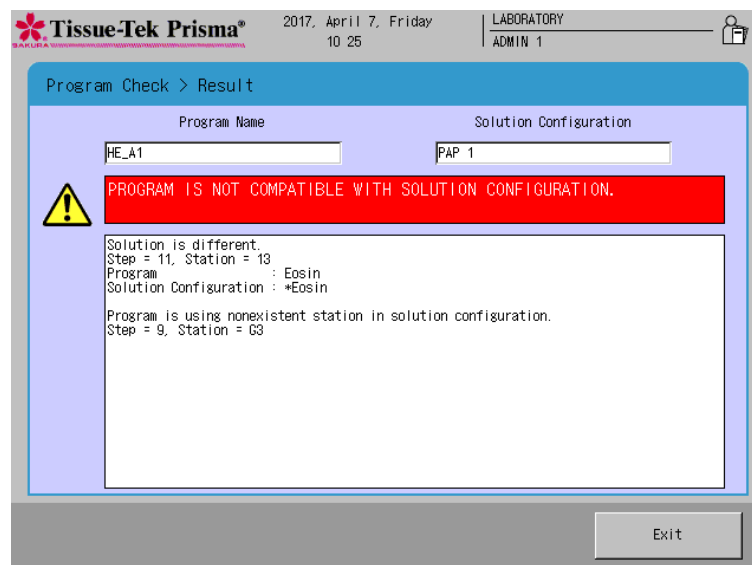 Tissue-Tek Prisma®
SAKURA
2017, April 7, Friday
10 25
LABORATORY
ADMIN 1
Program Check > Result
Program Name
Solution Configuration
HE_A1
PAP 1
PROGRAM IS NOT COMPATIBLE WITH SOLUTION CONFIGURATION.
Solution is different.
Step = 11, Station = 13
Program : Eosin
Solution Configuration : *Eosin
Program is using nonexistent station in solution configuration.
Step = 9, Station = G3
Exit